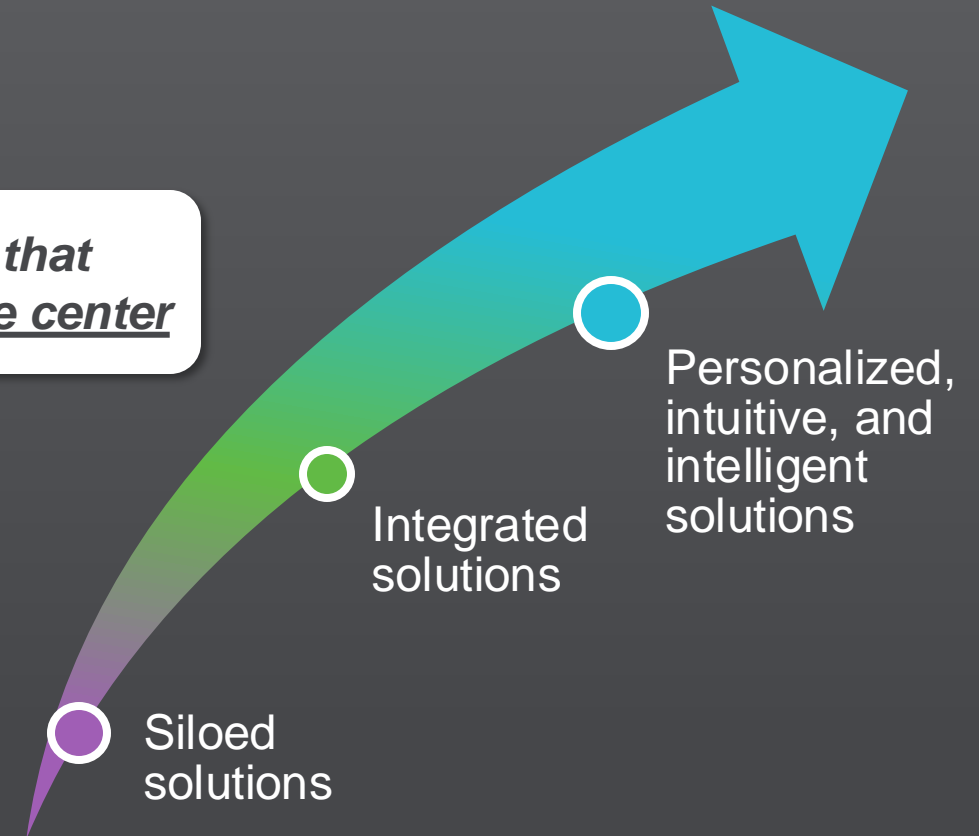 that
e center
Personalized,
intuitive, and
intelligent
solutions
Integrated
solutions
Siloed
solutions